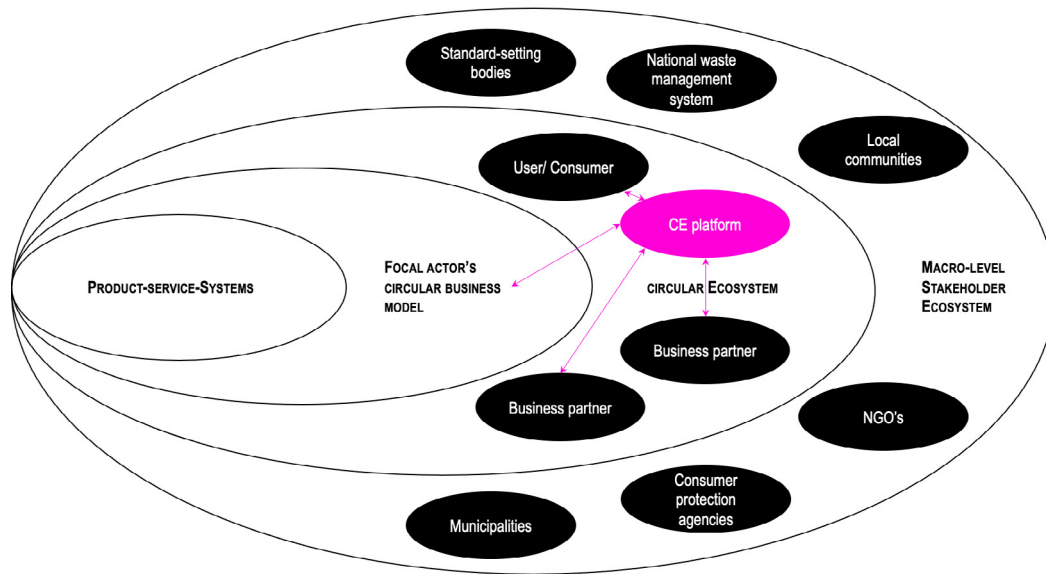 Standard-setting
bodies
National waste
management
system
Local
communities
User/ Consumer
CE platform
PRODUCT-SERVICE-SYSTEMS
FOCAL ACTOR'S
CIRCULAR BUSINESS
MODEL
CIRCULAR ECOSYSTEM
MACRO-LEVEL
STAKEHOLDER
ECOSYSTEM
Business partner
Business partner
NGO's
Consumer
protection
agencies
Municipalities